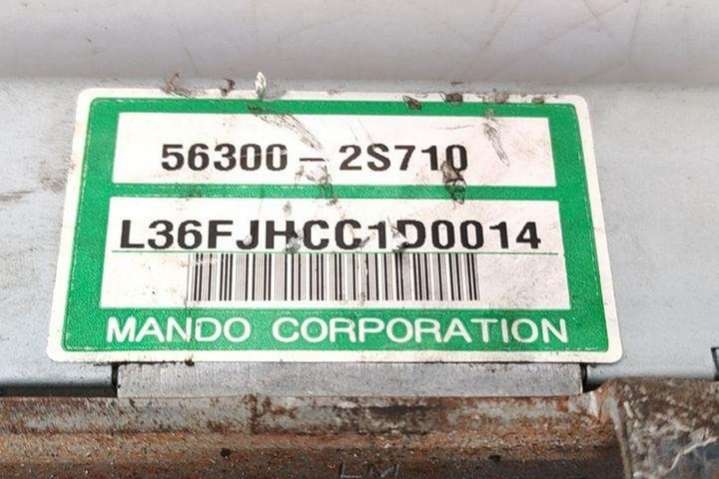 56300-2S710
L36FJHCC1D0014
MANDO CORPORATION